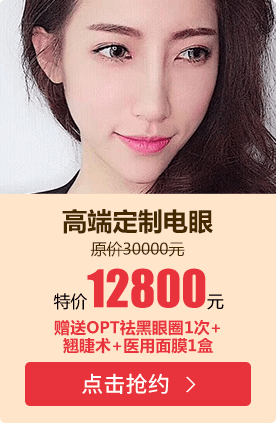 高端定制电眼
原价30000元
特价12800元
赠送OPT祛黑眼圈1次+
翘睫术+医用面膜1盒
点击抢约 >